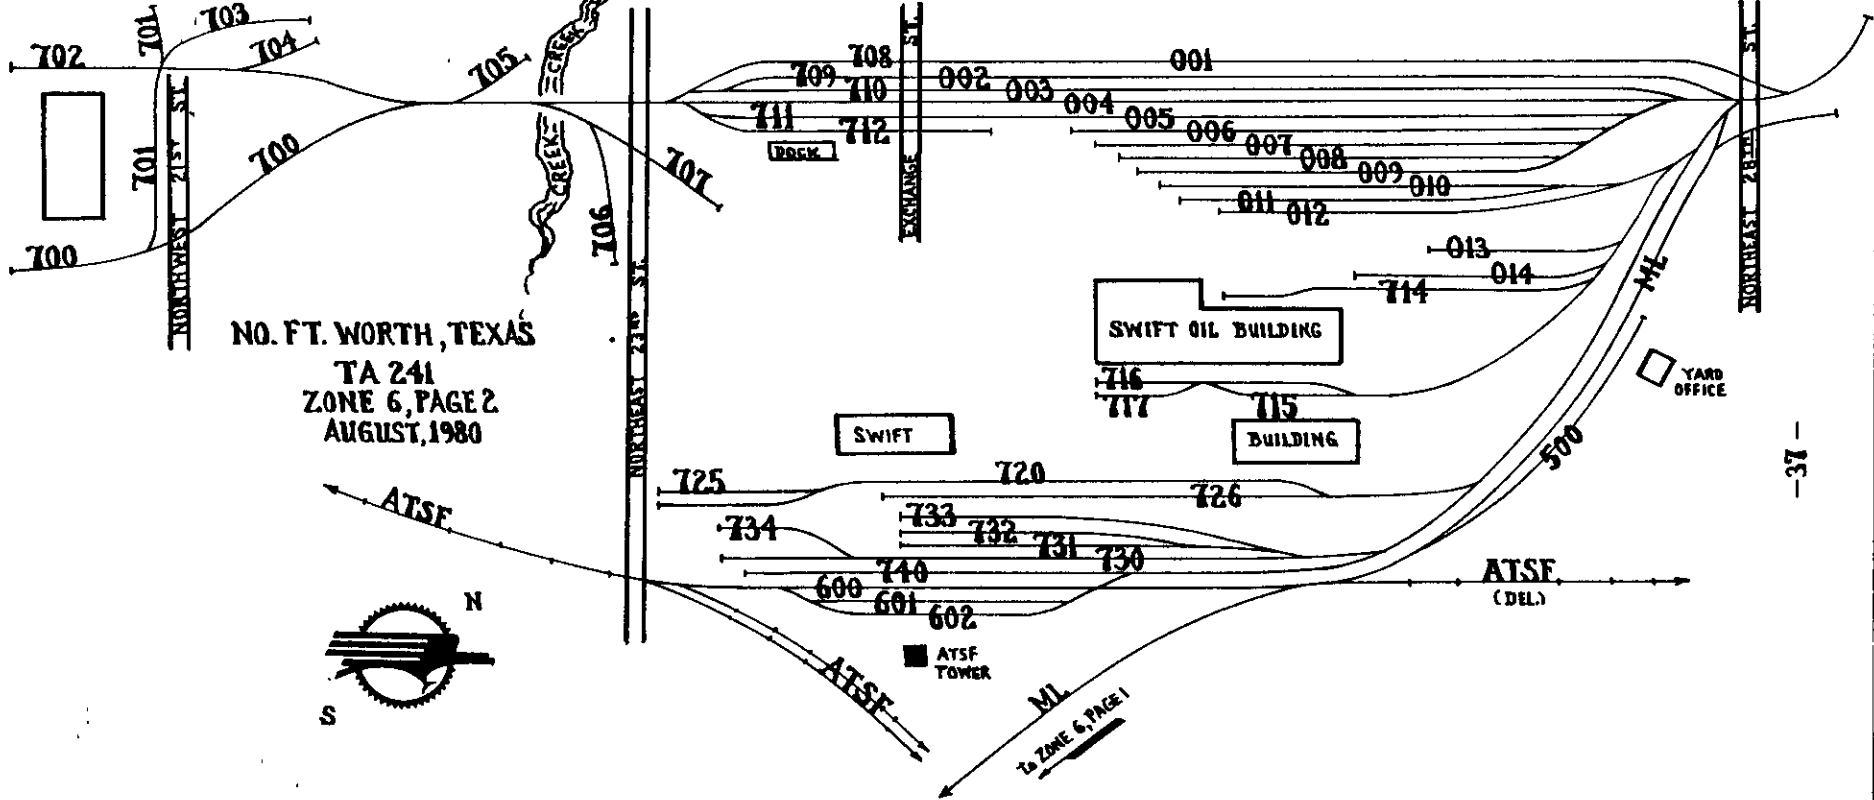 701
703
702
704
705
CREEK
EXCHANGE ST.
708
001
709
002
710
003
004
711
005
712
006
DOCK
007
008
009
010
011
012
NORTHEAST 28TH ST.
701
NORTHWEST 21ST ST.
700
CREEK
707
706
700
013
014
714
ML
NORTHEAST 23RD ST.
NO. FT. WORTH, TEXAS
TA 241
ZONE 6, PAGE 2
AUGUST, 1980
SWIFT OIL BUILDING
716
717
715
BUILDING
SWIFT
YARD
OFFICE
500
—37—
ATSF
725
720
726
733
734
732
731
730
740
600
601
602
ATSF
(DEL.)
ATSF
TOWER
ATSF
ML
TO ZONE 6, PAGE 1
N
S